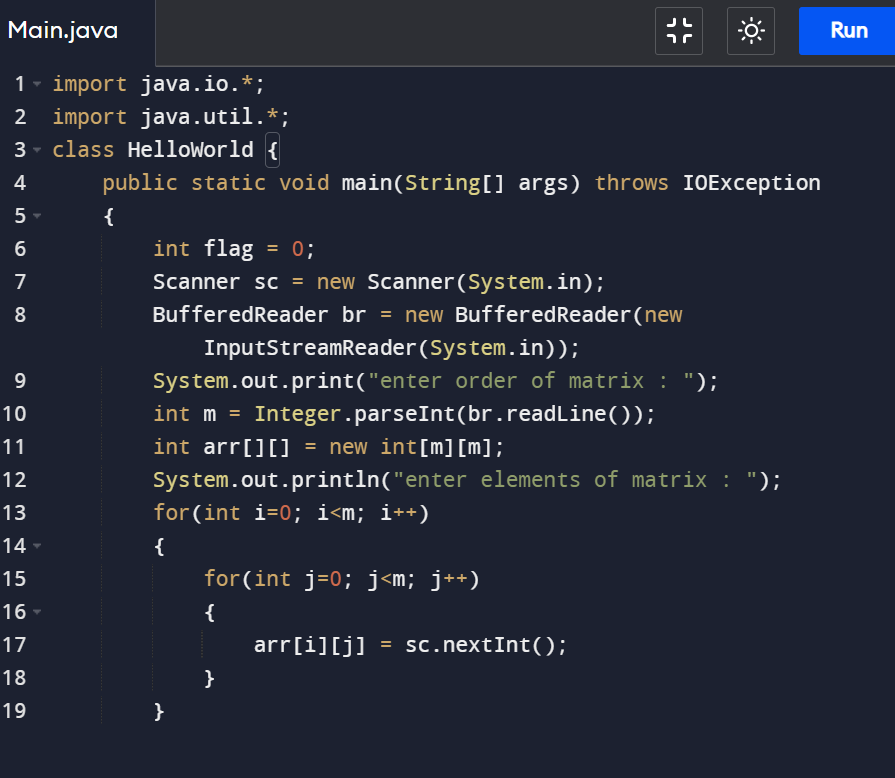 Main.java
Run
1 import java.io.*;
2 import java.util.*;
3 class HelloWorld {
4     public static void main(String[] args) throws IOException
5     {
6         int flag = 0;
7         Scanner sc = new Scanner(System.in);
8         BufferedReader br = new BufferedReader(new
            InputStreamReader(System.in));
9         System.out.print("enter order of matrix : ");
10         int m = Integer.parseInt(br.readLine());
11         int arr[][] = new int[m][m];
12         System.out.println("enter elements of matrix : ");
13         for(int i=0; i<m; i++)
14         {
15             for(int j=0; j<m; j++)
16             {
17                 arr[i][j] = sc.nextInt();
18             }
19         }